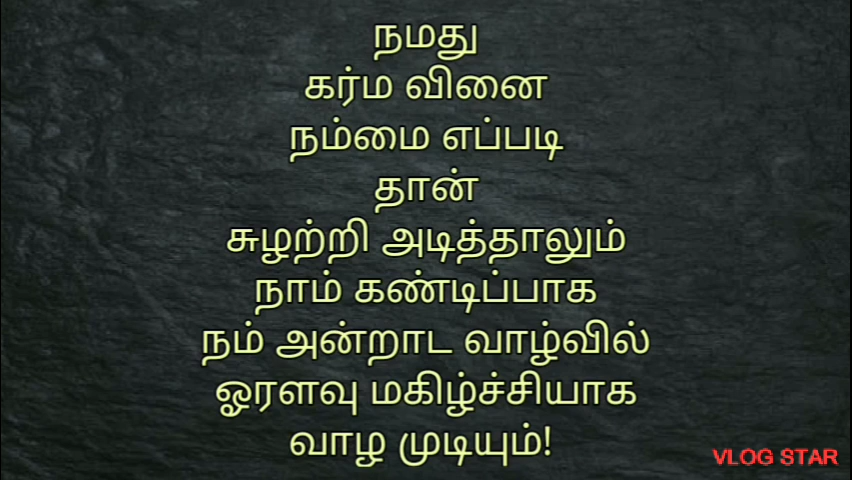 நமது
கர்ம வினை
நம்மை எப்படி
தான்
சுழற்றி அடித்தாலும்
நாம் கண்டிப்பாக
நம் அன்றாட வாழ்வில்
ஓரளவு மகிழ்ச்சியாக
வாழ முடியும்!
VLOG STAR